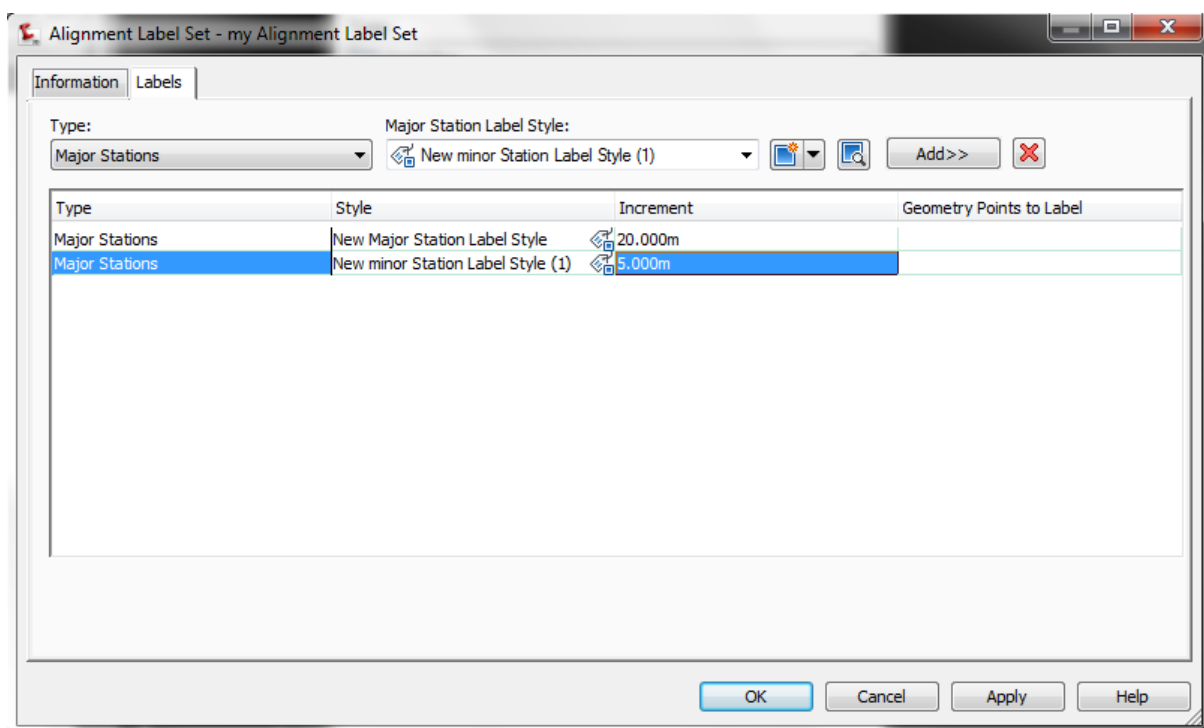 Alignment Label Set - my Alignment Label Set
Information Labels
Type: Major Station Label Style:
Major Stations New minor Station Label Style (1) Add>>
Type Style Increment Geometry Points to Label
Major Stations New Major Station Label Style 20.000m
Major Stations New minor Station Label Style (1) 5.000m
OK Cancel Apply Help